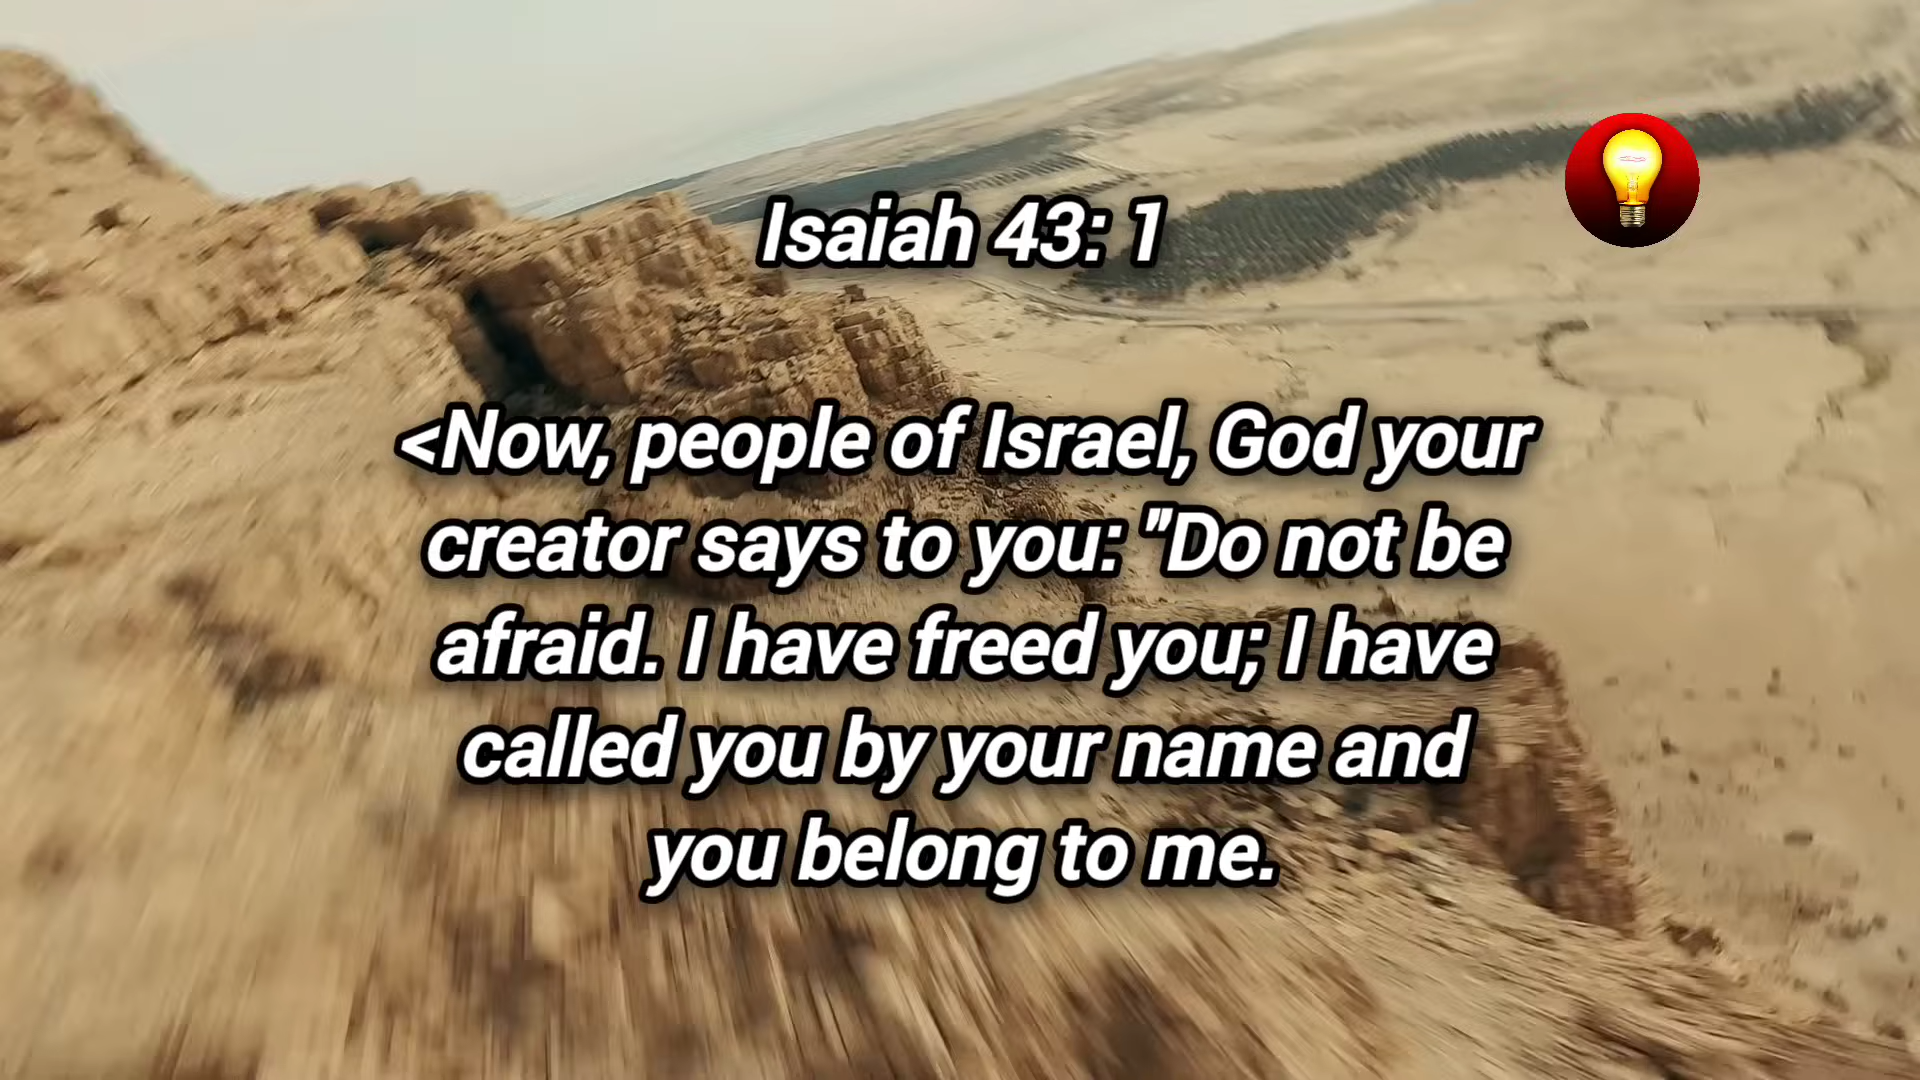 Isaiah 43: 1
<Now, people of Israel, God your
creator says to you: "Do not be
afraid. I have freed you; I have
called you by your name and
you belong to me.